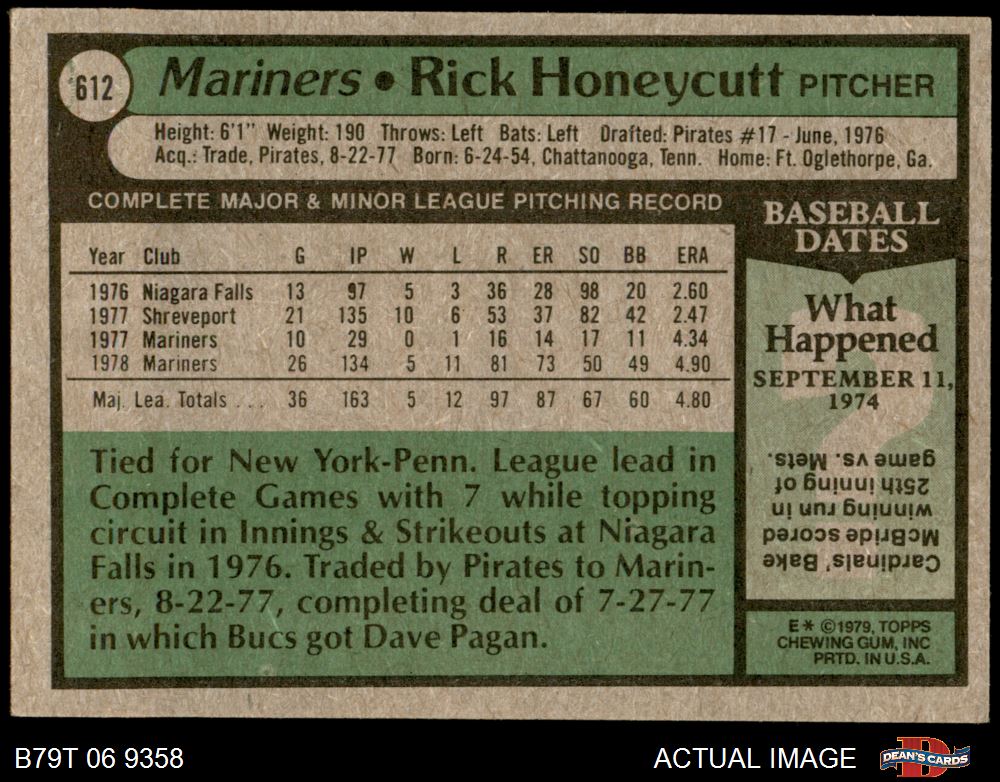 612 Mariners • Rick Honeycutt PITCHER
Height: 6'1" Weight: 190 Throws: Left Bats: Left Drafted: Pirates #17 - June, 1976
Acq.: Trade, Pirates, 8-22-77 Born: 6-24-54, Chattanooga, Tenn. Home: Ft. Oglethorpe, Ga.
COMPLETE MAJOR & MINOR LEAGUE PITCHING RECORD
Year Club G IP W L R ER SO BB ERA
1976 Niagara Falls 13 97 5 3 36 28 98 20 2.60
1977 Shreveport 21 135 10 6 53 37 82 42 2.47
1977 Mariners 10 29 0 1 16 14 17 11 4.34
1978 Mariners 26 134 5 11 81 73 50 49 4.90
Maj. Lea. Totals . . . 36 163 5 12 97 87 67 60 4.80
Tied for New York-Penn. League lead in
Complete Games with 7 while topping
circuit in Innings & Strikeouts at Niagara
Falls in 1976. Traded by Pirates to Marin-
ers, 8-22-77, completing deal of 7-27-77
in which Bucs got Dave Pagan.
BASEBALL
DATES
What
Happened
SEPTEMBER 11,
1974
?
Cardinals' Bake
McBride scored
winning run in
25th inning of
game vs. Mets.
E* ©1979, TOPPS
CHEWING GUM, INC
PRTD. IN U.S.A.
B79T 06 9358
ACTUAL IMAGE
DEAN'S CARDS